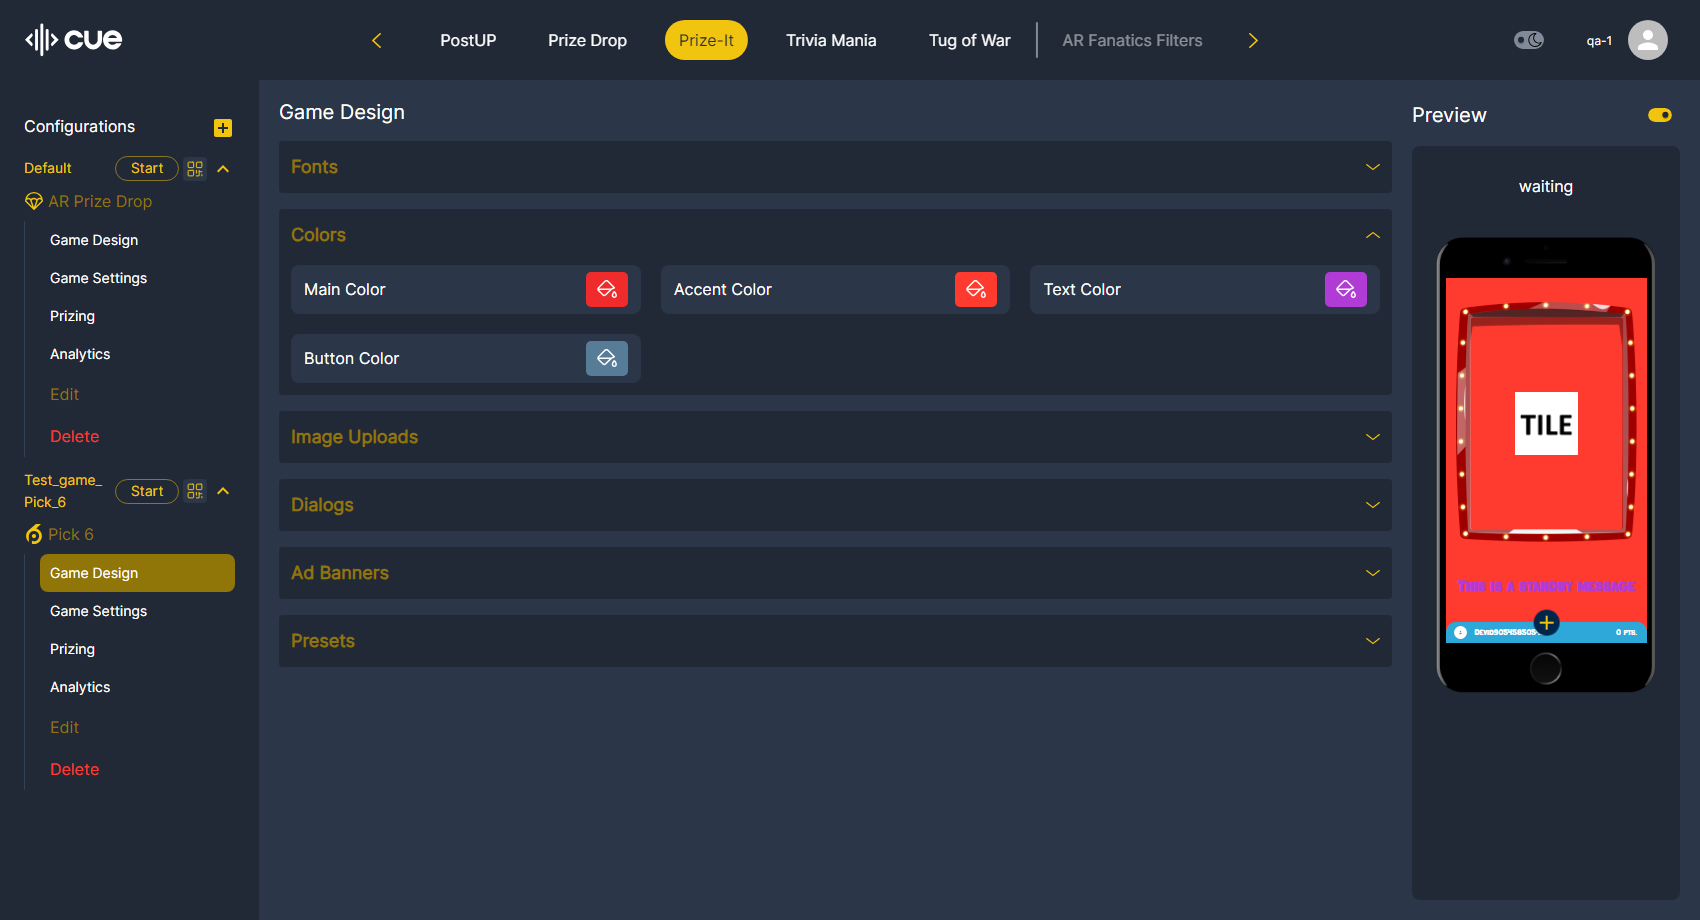 cue
PostUP
Prize Drop
Prize-It
Trivia Mania
Tug of War
AR Fanatics Filters
qa-1
Configurations
Default
Start
AR Prize Drop
Game Design
Game Settings
Prizing
Analytics
Edit
Delete
Test_game_
Pick_6
Start
Pick 6
Game Design
Game Settings
Prizing
Analytics
Edit
Delete
Game Design
Fonts
Colors
Main Color
Accent Color
Text Color
Button Color
Image Uploads
Dialogs
Ad Banners
Presets
Preview
waiting
TILE
This is a standby message
0 pts.